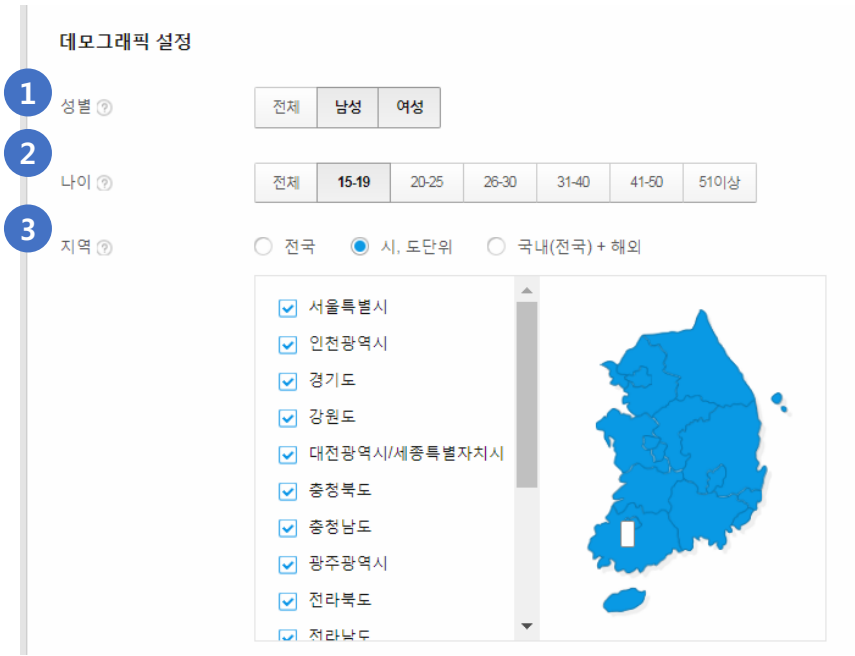 데모그래픽 설정
1
성별 ?
전체 남성 여성
2
나이 ?
전체 15-19 20-25 26-30 31-40 41-50 51이상
3
지역 ?
전국 시, 도단위 국내(전국) + 해외
서울특별시
인천광역시
경기도
강원도
대전광역시/세종특별자치시
충청북도
충청남도
광주광역시
전라북도
전라남도